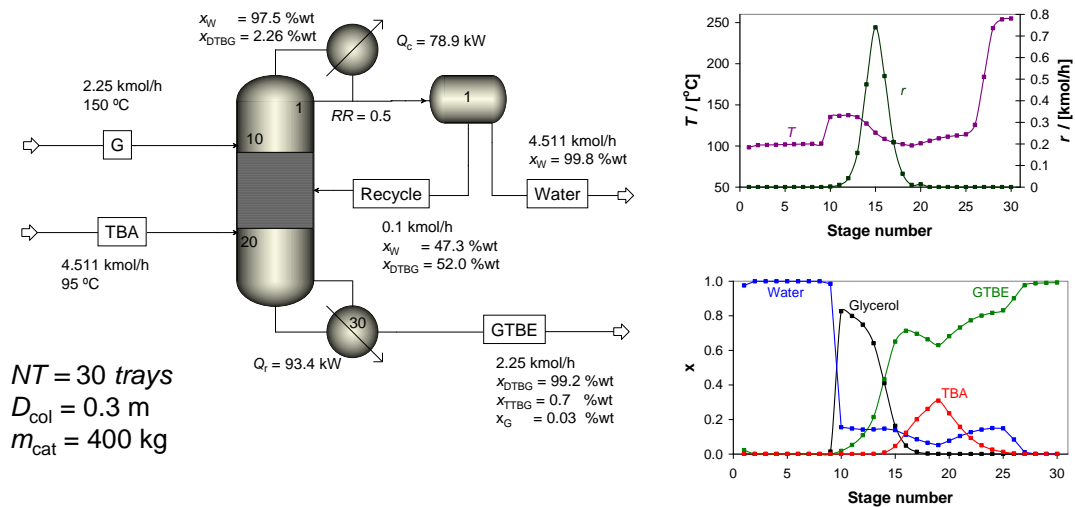 x_W = 97.5 %wt
x_DTBG = 2.26 %wt
Q_c = 78.9 kW
2.25 kmol/h
150 ºC
G
1
10
RR = 0.5
1
4.511 kmol/h
x_W = 99.8 %wt
Recycle
Water
0.1 kmol/h
x_W = 47.3 %wt
x_DTBG = 52.0 %wt
TBA
20
4.511 kmol/h
95 ºC
30
GTBE
Q_r = 93.4 kW
2.25 kmol/h
x_DTBG = 99.2 %wt
x_TTBG = 0.7 %wt
x_G = 0.03 %wt
NT = 30 trays
D_col = 0.3 m
m_cat = 400 kg
T / [°C]
250
200
150
100
50
r
T
0.8
0.7
0.6
0.5
0.4
0.3
0.2
0.1
0
r / [kmol/h]
0 5 10 15 20 25 30
Stage number
x
1.0
0.8
0.6
0.4
0.2
0.0
Water
Glycerol
GTBE
TBA
0 5 10 15 20 25 30
Stage number